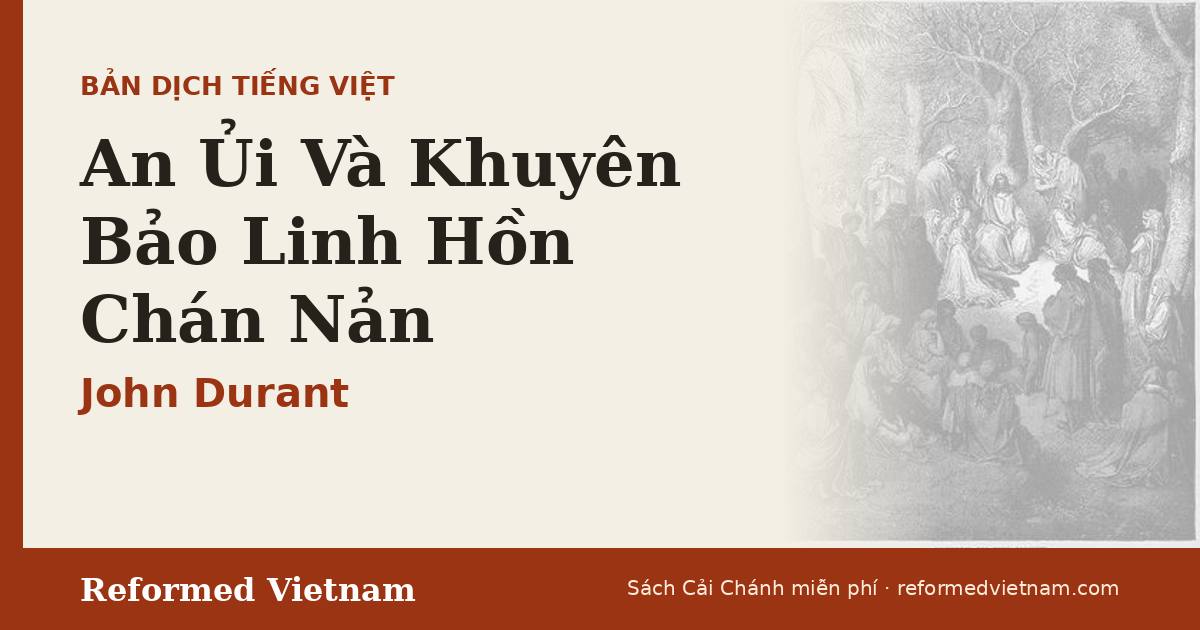 BẢN DỊCH TIẾNG VIỆT
An Ủi Và Khuyên
Bảo Linh Hồn
Chán Nản
John Durant
Reformed Vietnam
Sách Cải Chánh miễn phí · reformedvietnam.com